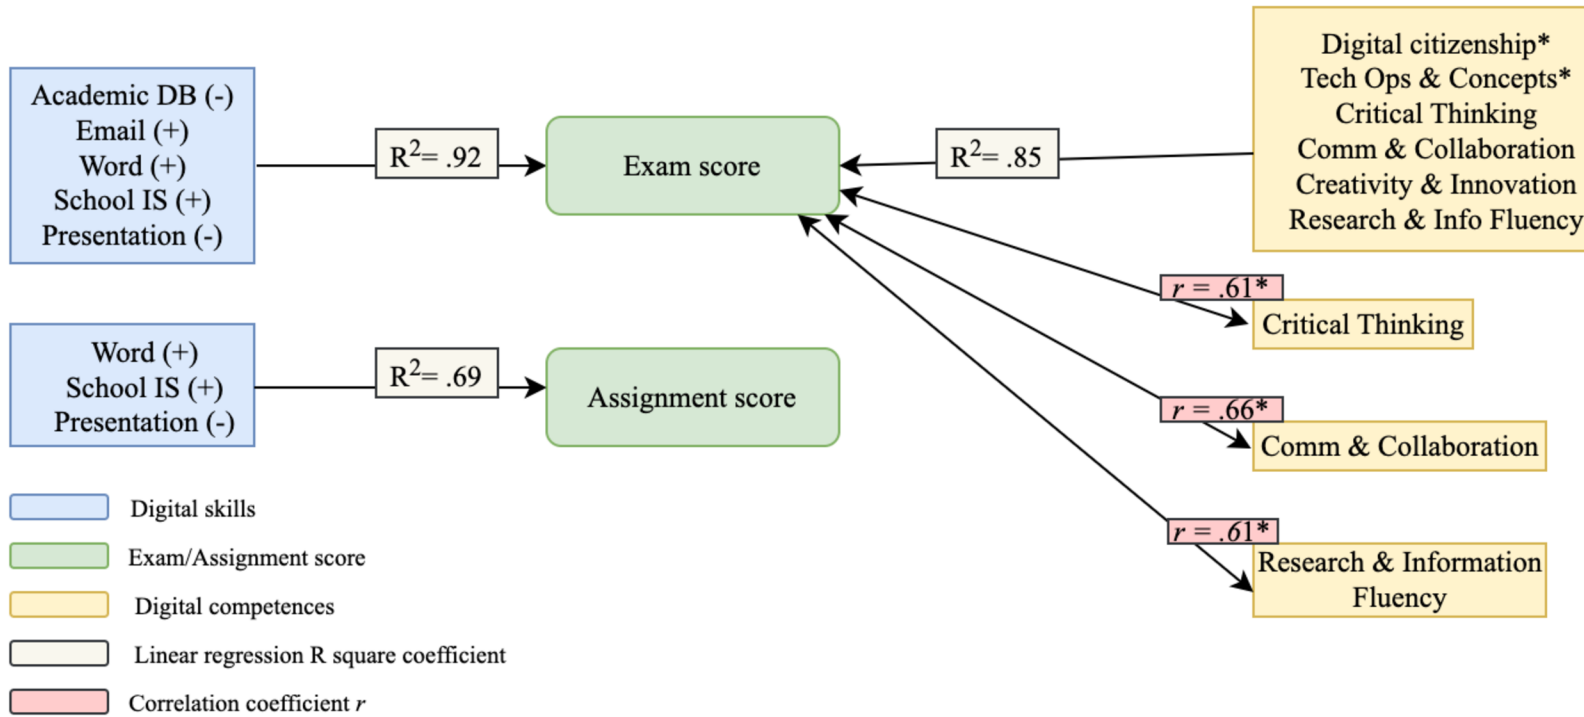 Academic DB (-)
Email (+)
Word (+)
School IS (+)
Presentation (-)
R²= .92
Exam score
R²= .85
Digital citizenship*
Tech Ops & Concepts*
Critical Thinking
Comm & Collaboration
Creativity & Innovation
Research & Info Fluency
r = .61*
Critical Thinking
Word (+)
School IS (+)
Presentation (-)
R²= .69
Assignment score
r = .66*
Comm & Collaboration
r = .61*
Research & Information
Fluency
Digital skills
Exam/Assignment score
Digital competences
Linear regression R square coefficient
Correlation coefficient r